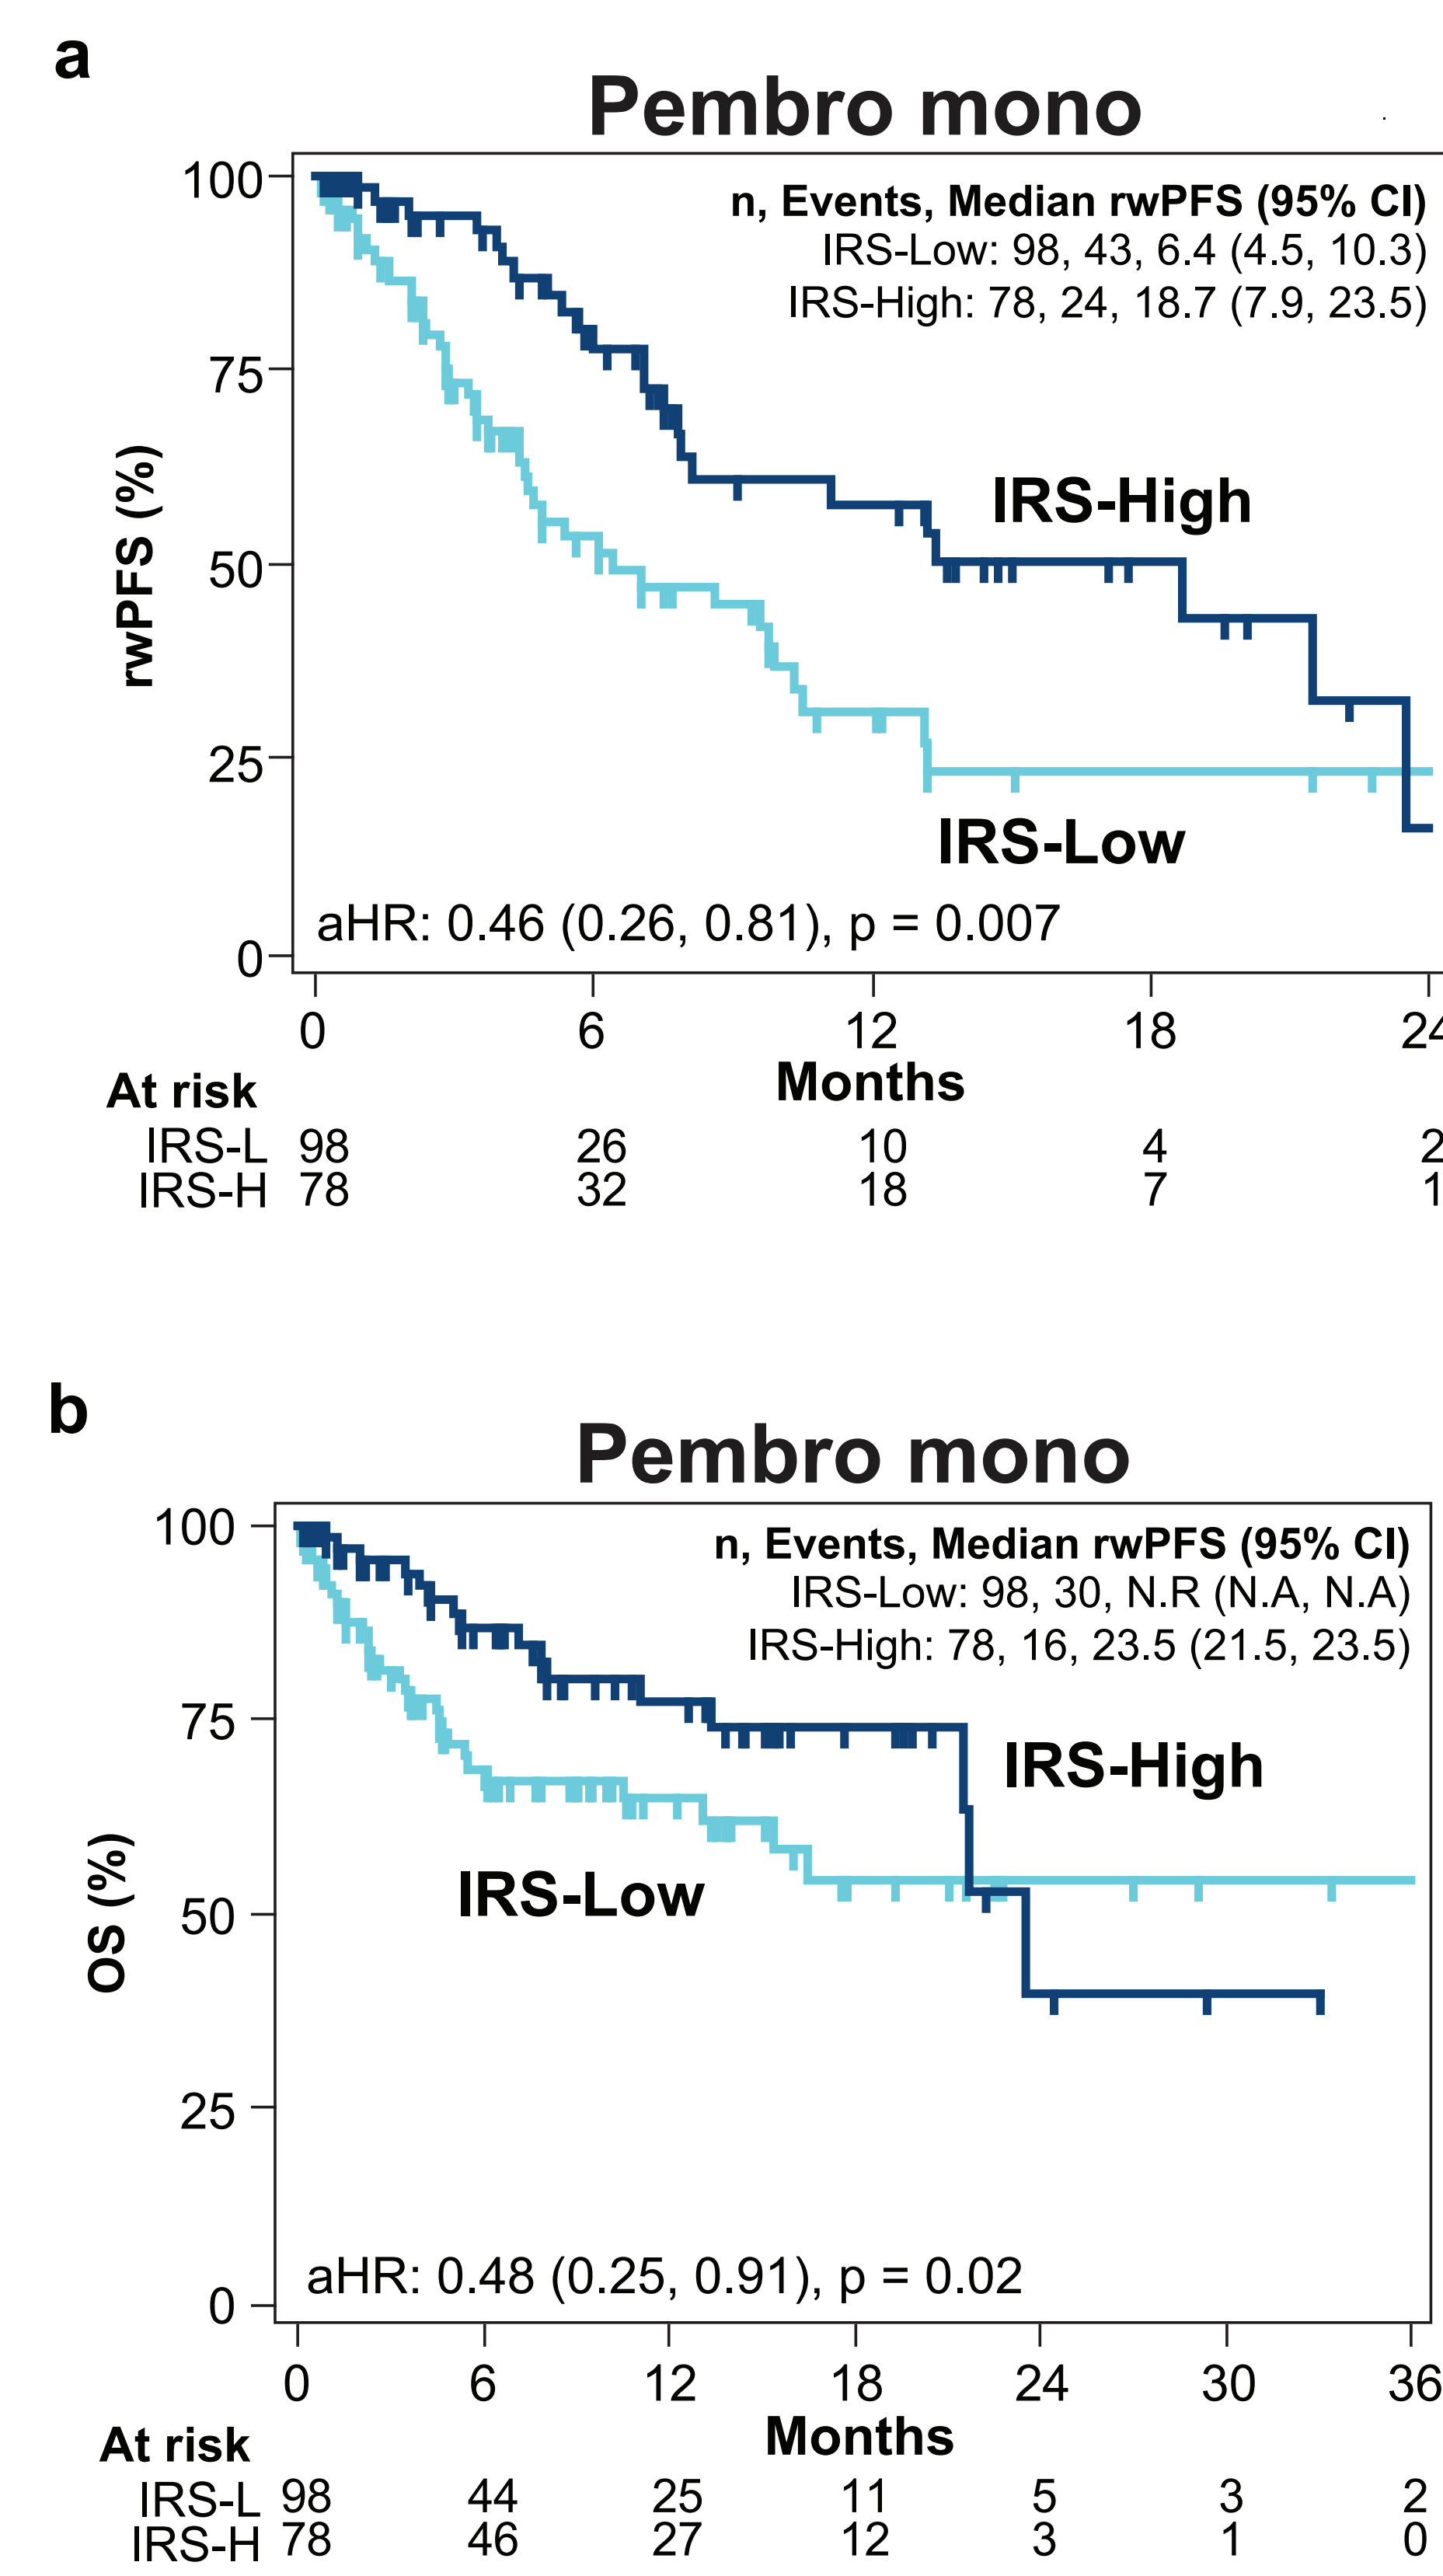 a
Pembro mono
100
75
50
25
0
rwPFS (%)
n, Events, Median rwPFS (95% CI)
IRS-Low: 98, 43, 6.4 (4.5, 10.3)
IRS-High: 78, 24, 18.7 (7.9, 23.5)
IRS-High
IRS-Low
aHR: 0.46 (0.26, 0.81), p = 0.007
0 6 12 18 24
Months
At risk
IRS-L 98 26 10 4 2
IRS-H 78 32 18 7 1
b
Pembro mono
100
75
50
25
0
OS (%)
n, Events, Median rwPFS (95% CI)
IRS-Low: 98, 30, N.R (N.A, N.A)
IRS-High: 78, 16, 23.5 (21.5, 23.5)
IRS-High
IRS-Low
aHR: 0.48 (0.25, 0.91), p = 0.02
0 6 12 18 24 30 36
Months
At risk
IRS-L 98 44 25 11 5 3 2
IRS-H 78 46 27 12 3 1 0